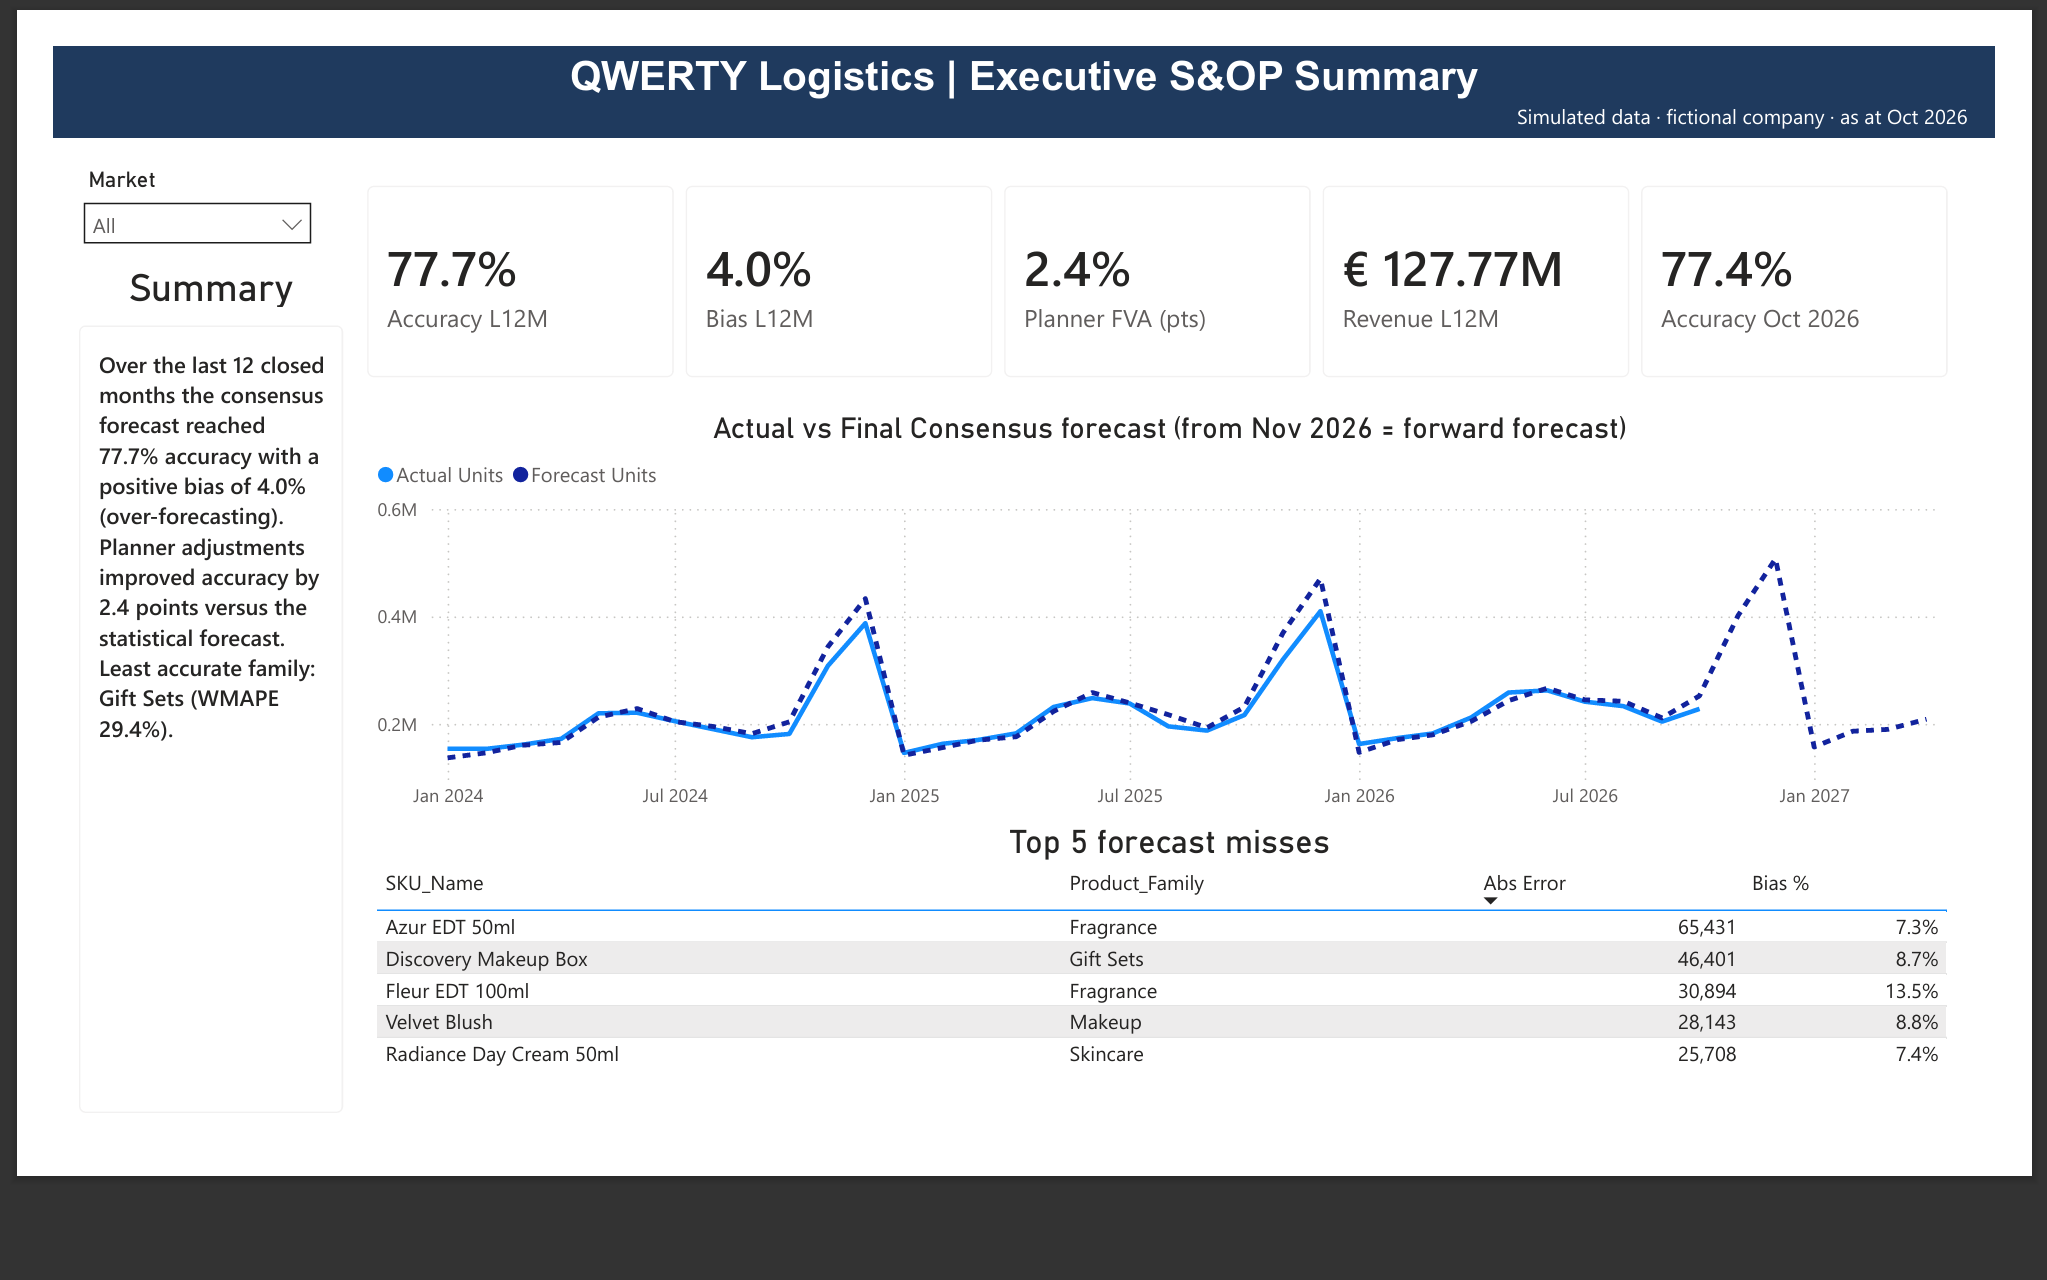 QWERTY Logistics | Executive S&OP Summary
Simulated data · fictional company · as at Oct 2026
Market
All
Summary
Over the last 12 closed
months the consensus
forecast reached
77.7% accuracy with a
positive bias of 4.0%
(over-forecasting).
Planner adjustments
improved accuracy by
2.4 points versus the
statistical forecast.
Least accurate family:
Gift Sets (WMAPE
29.4%).
77.7%
Accuracy L12M
4.0%
Bias L12M
2.4%
Planner FVA (pts)
€ 127.77M
Revenue L12M
77.4%
Accuracy Oct 2026
Actual vs Final Consensus forecast (from Nov 2026 = forward forecast)
Actual Units Forecast Units
0.6M
0.4M
0.2M
Jan 2024 Jul 2024 Jan 2025 Jul 2025 Jan 2026 Jul 2026 Jan 2027
Top 5 forecast misses
SKU_Name Product_Family Abs Error Bias %
Azur EDT 50ml Fragrance 65,431 7.3%
Discovery Makeup Box Gift Sets 46,401 8.7%
Fleur EDT 100ml Fragrance 30,894 13.5%
Velvet Blush Makeup 28,143 8.8%
Radiance Day Cream 50ml Skincare 25,708 7.4%